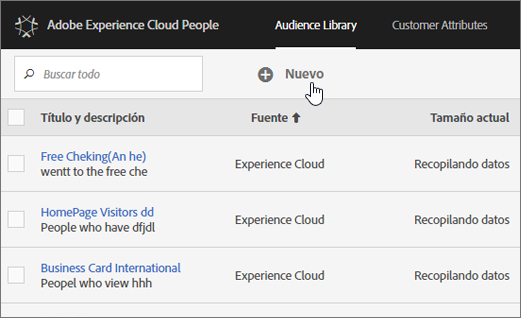 Adobe Experience Cloud People Audience Library Customer Attributes
Buscar todo Nuevo
Título y descripción Fuente Tamaño actual
Free Cheking(An he)
wentt to the free che
Experience Cloud Recopilando datos
HomePage Visitors dd
People who have dfjdl
Experience Cloud Recopilando datos
Business Card International
Peopel who view hhh
Experience Cloud Recopilando datos